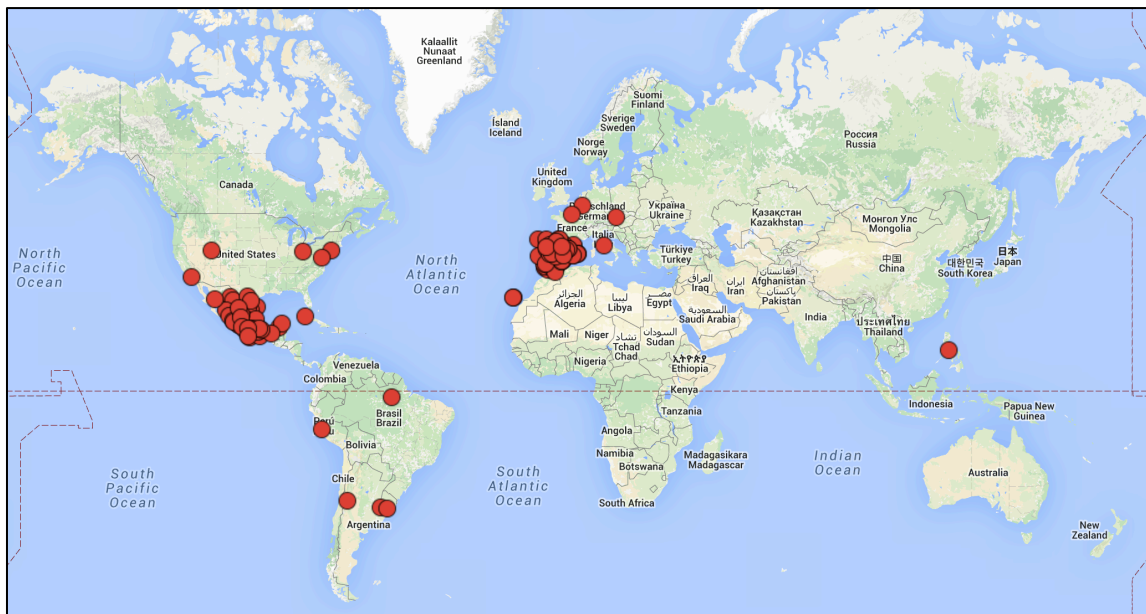 Kalaallit
Nunaat
Greenland
Ísland
Iceland
Suomi
Finland
Sverige
Sweden
Norge
Norway
Россия
Russia
Canada
United
Kingdom
Germany
France
Україна
Ukraine
Қазақстан
Kazakhstan
Монгол Улс
Mongolia
Italia
Italy
North
Pacific
Ocean
United States
North
Atlantic
Ocean
Türkiye
Turkey
中国
China
대한민국
South Korea
日本
Japan
افغانستان
Afghanistan
پاکستان
Pakistan
العراق
Iraq
ایران
Iran
الجزائر
Algeria
ليبيا
Libya
مصر
Egypt
السعودية
Saudi Arabia
India
ประเทศไทย
Thailand
Mali
Niger
السودان
Sudan
تشاد
Chad
Nigeria
ኢትዮጵያ
Ethiopia
Venezuela
Colombia
Kenya
Tanzania
Indonesia
Papua New
Guinea
Brasil
Brazil
Perú
Bolivia
Angola
Namibia
Botswana
Madagasikara
Madagascar
South
Pacific
Ocean
Chile
South
Atlantic
Ocean
Indian
Ocean
Australia
South Africa
Argentina
New
Zealand